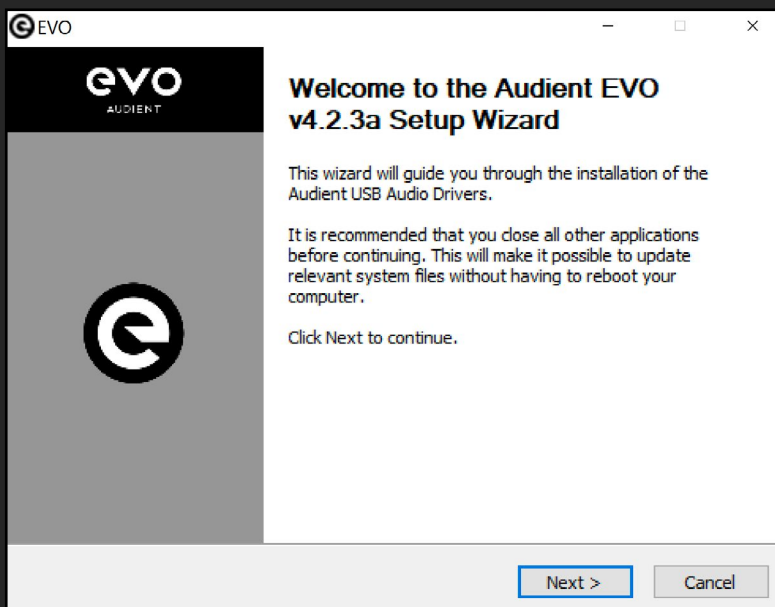 EVO
evo
AUDIENT
Welcome to the Audient EVO
v4.2.3a Setup Wizard
This wizard will guide you through the installation of the
Audient USB Audio Drivers.
It is recommended that you close all other applications
before continuing. This will make it possible to update
relevant system files without having to reboot your
computer.
Click Next to continue.
Next >
Cancel